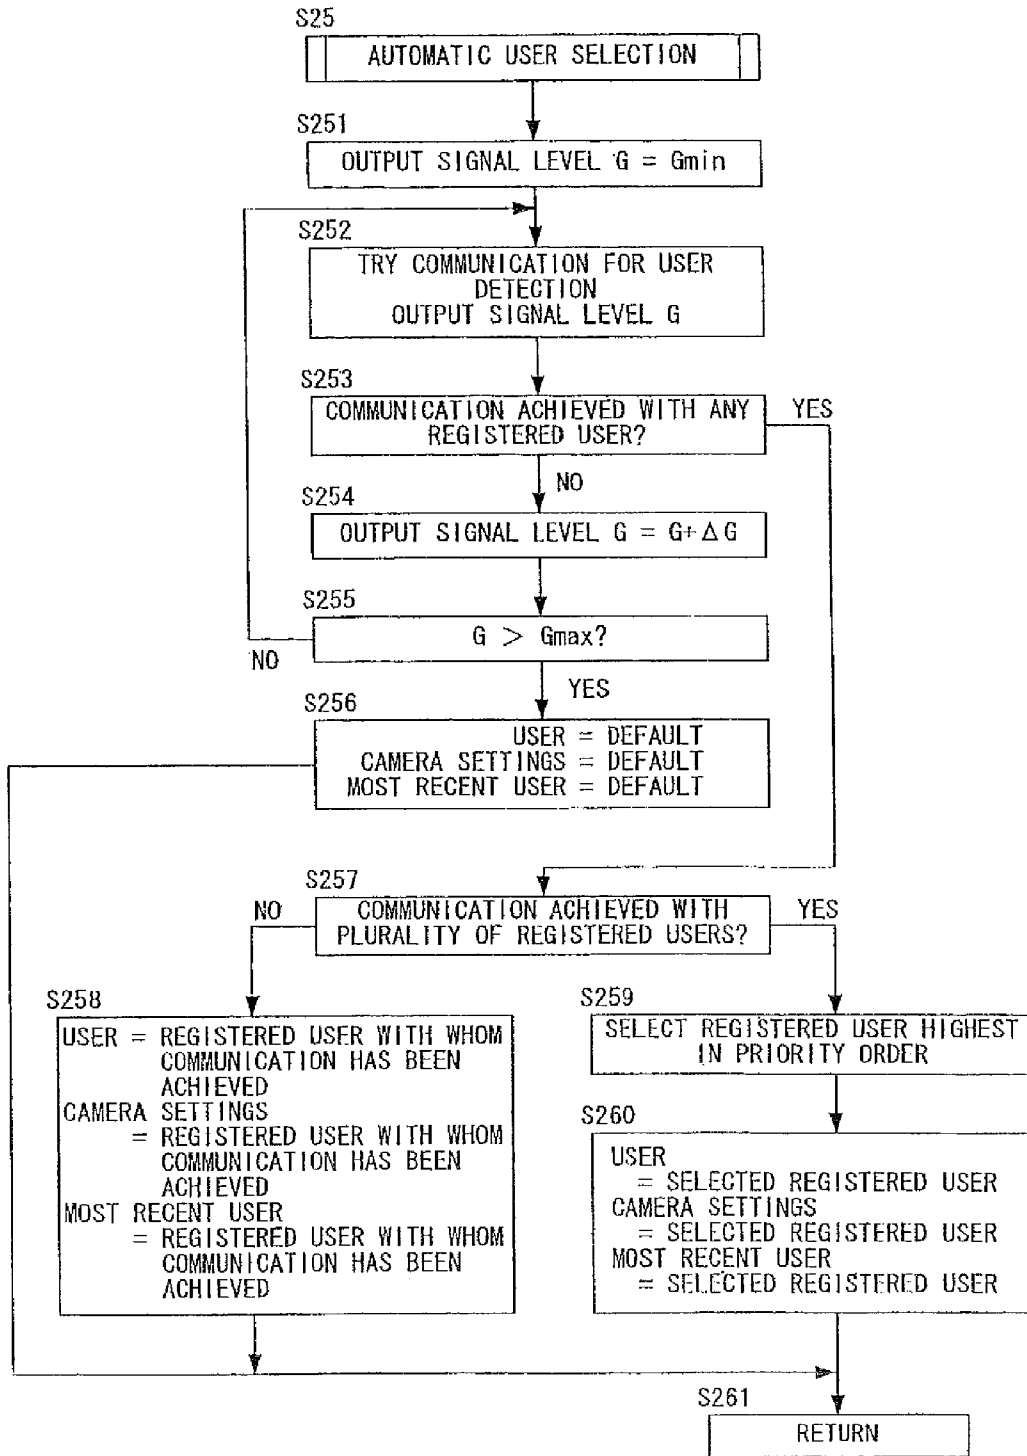 S25
AUTOMATIC USER SELECTION
S251
OUTPUT SIGNAL LEVEL G = Gmin
S252
TRY COMMUNICATION FOR USER
DETECTION
OUTPUT SIGNAL LEVEL G
S253
COMMUNICATION ACHIEVED WITH ANY
REGISTERED USER?
YES
NO
S254
OUTPUT SIGNAL LEVEL G = G+ΔG
S255
G > Gmax?
NO
YES
S256
USER = DEFAULT
CAMERA SETTINGS = DEFAULT
MOST RECENT USER = DEFAULT
S257
COMMUNICATION ACHIEVED WITH
PLURALITY OF REGISTERED USERS?
NO
YES
S258
USER = REGISTERED USER WITH WHOM
COMMUNICATION HAS BEEN
ACHIEVED
CAMERA SETTINGS
= REGISTERED USER WITH WHOM
COMMUNICATION HAS BEEN
ACHIEVED
MOST RECENT USER
= REGISTERED USER WITH WHOM
COMMUNICATION HAS BEEN
ACHIEVED
S259
SELECT REGISTERED USER HIGHEST
IN PRIORITY ORDER
S260
USER
= SELECTED REGISTERED USER
CAMERA SETTINGS
= SELECTED REGISTERED USER
MOST RECENT USER
= SELECTED REGISTERED USER
S261
RETURN